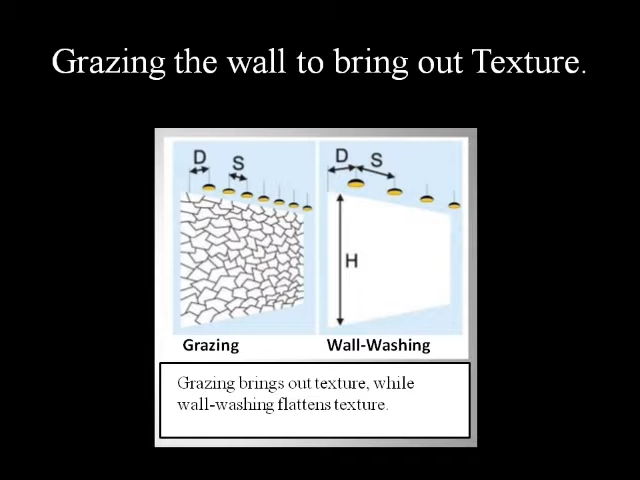 Grazing the wall to bring out Texture.
D
S
D
S
H
Grazing
Wall-Washing
Grazing brings out texture, while
wall-washing flattens texture.